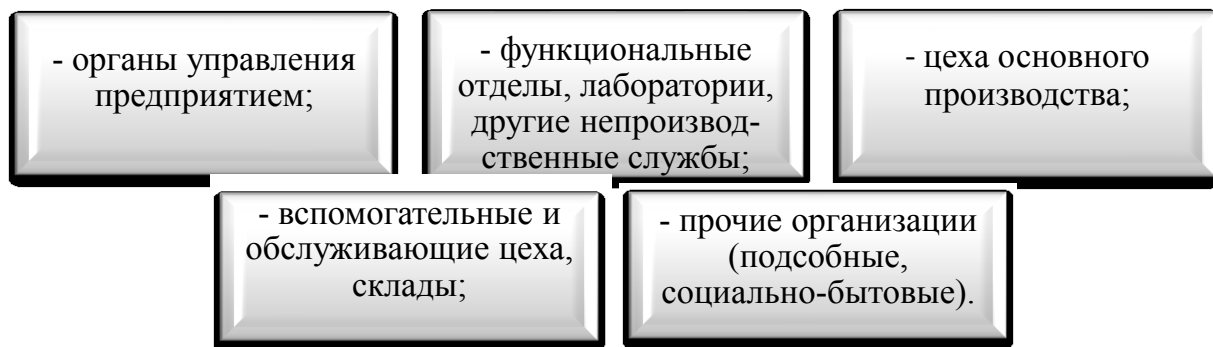 - органы управления
предприятием;
- функциональные
отделы, лаборатории,
другие непроизвод-
ственные службы;
- цеха основного
производства;
- вспомогательные и
обслуживающие цеха,
склады;
- прочие организации
(подсобные,
социально-бытовые).